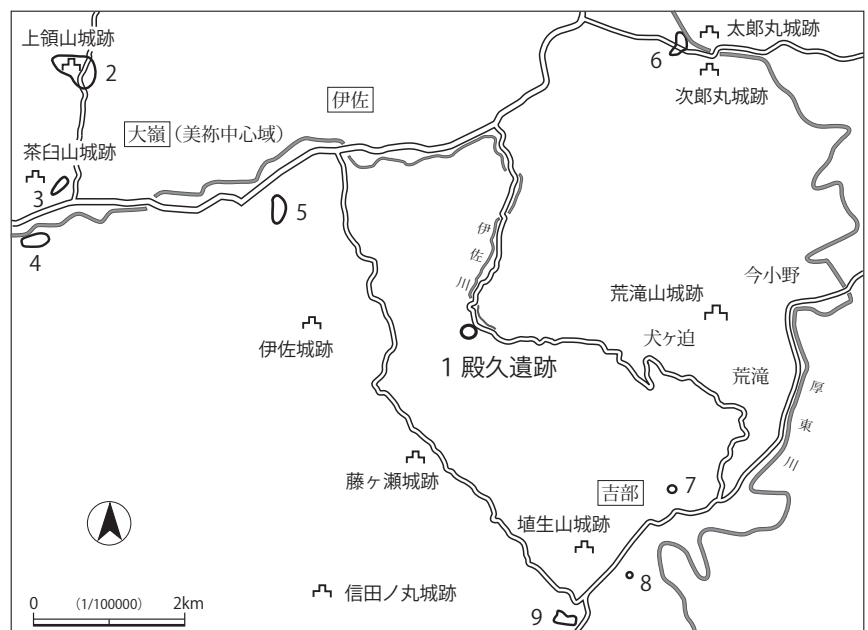 上領山城跡
2
太郎丸城跡
6
次郎丸城跡
伊佐
大嶺（美祢中心域）
茶臼山城跡
3
4
5
伊佐川
今小野
荒滝山城跡
伊佐城跡
犬ヶ迫
1 殿久遺跡
荒滝
厚東川
藤ヶ瀬城跡
吉部
7
埴生山城跡
8
信田ノ丸城跡
9
0 （1/100000） 2km